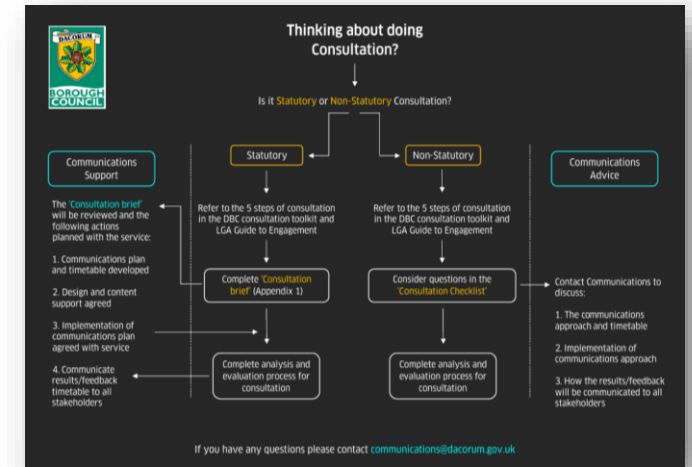 DACORUM
BOROUGH
COUNCIL
Thinking about doing
Consultation?
Is it Statutory or Non-Statutory Consultation?
Communications
Support
The 'Consultation brief'
will be reviewed and the
following actions
planned with the service:
1. Communications plan
and timetable developed
2. Design and content
support agreed
3. Implementation of
communications plan
agreed with service
4. Communicate
results/feedback
timetable to all
stakeholders
Statutory
Refer to the 5 steps of consultation
in the DBC consultation toolkit and
LGA Guide to Engagement
Complete 'Consultation
brief' (Appendix 1)
Complete analysis and
evaluation process for
consultation
Non-Statutory
Refer to the 5 steps of consultation
in the DBC consultation toolkit and
LGA Guide to Engagement
Consider questions in the
'Consultation Checklist'
Complete analysis and
evaluation process for
consultation
Communications
Advice
Contact Communications to
discuss:
1. The communications
approach and timetable
2. Implementation of
communications approach
3. How the results/feedback
will be communicated to all
stakeholders
If you have any questions please contact communications@dacorum.gov.uk